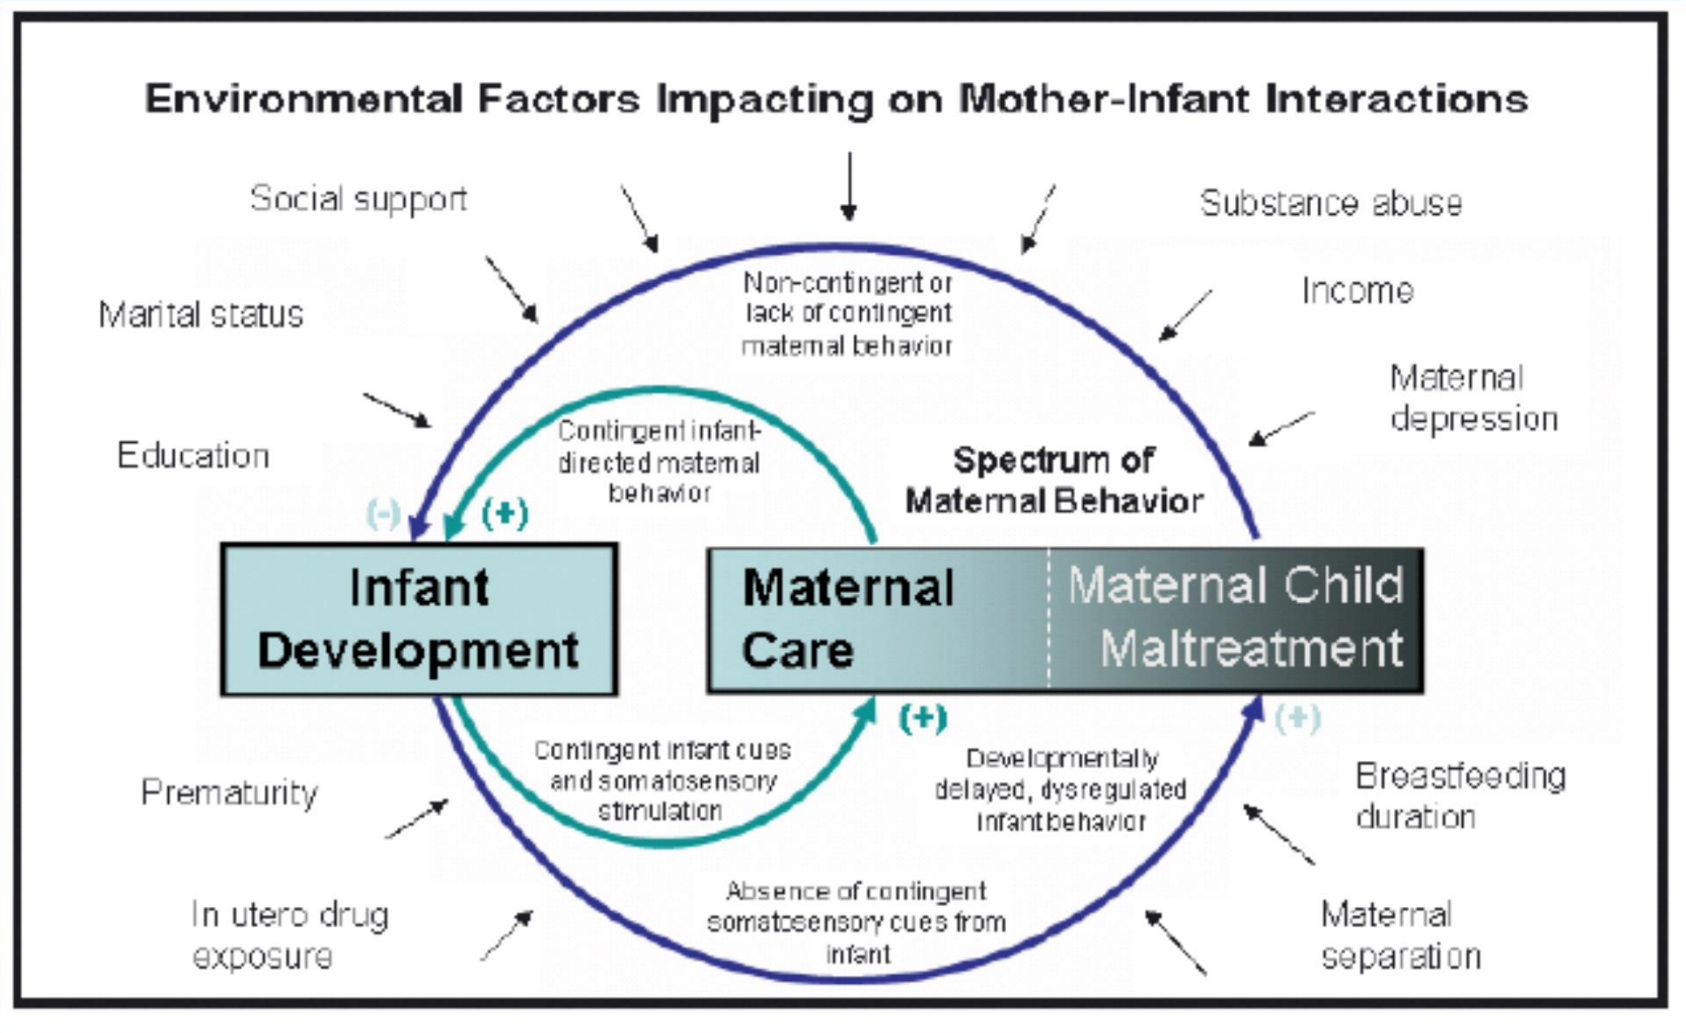 Environmental Factors Impacting on Mother-Infant Interactions
Social support
Substance abuse
Marital status
Income
Education
Maternal
depression
Non-contingent or
lack of contingent
maternal behavior
Contingent infant-
directed maternal
behavior
Spectrum of
Maternal Behavior
(-)
(+)
Infant
Development
Maternal
Care
Maternal Child
Maltreatment
(+)
(+)
Contingent infant cues
and somatosensory
stimulation
Developmentally
delayed, dysregulated
infant behavior
Absence of contingent
somatosensory cues from
infant
Prematurity
In utero drug
exposure
Breastfeeding
duration
Maternal
separation